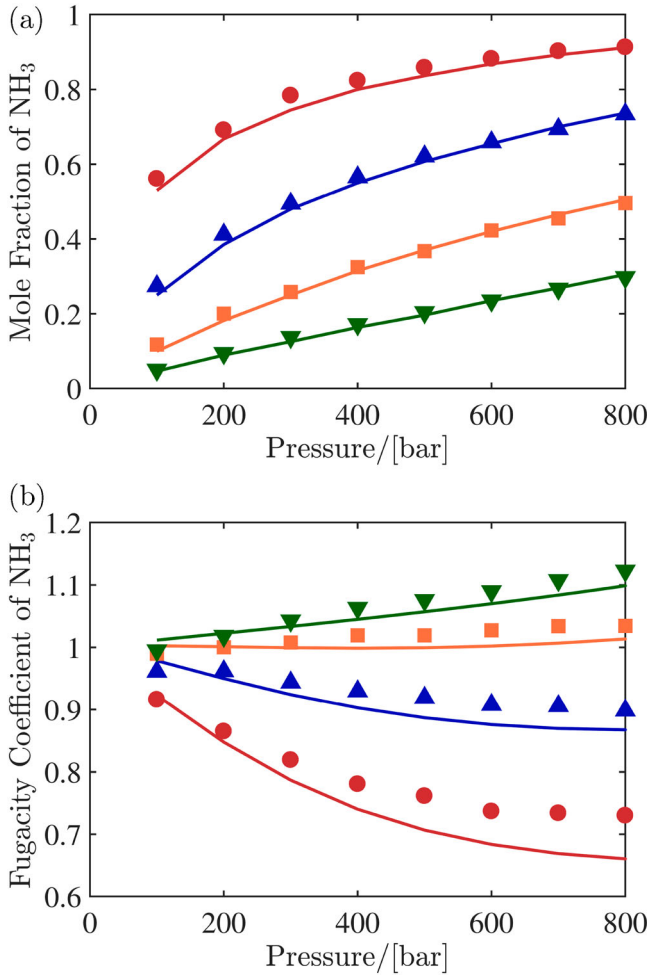 (a)
1
0.8
0.6
0.4
0.2
0
Mole Fraction of NH3
0 200 400 600 800
Pressure/[bar]
(b)
1.2
1.1
1
0.9
0.8
0.7
0.6
Fugacity Coefficient of NH3
0 200 400 600 800
Pressure/[bar]